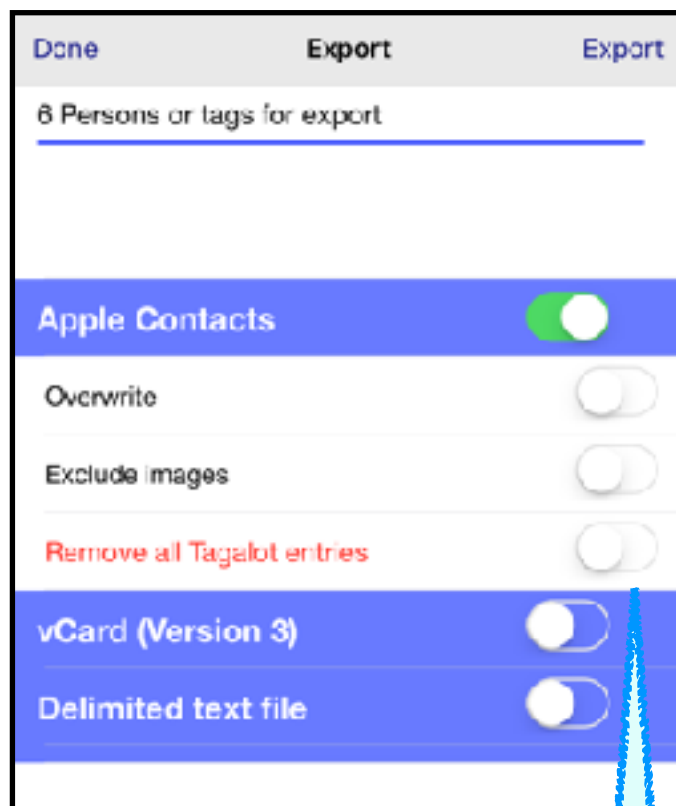 Done Export Export
6 Persons or tags for export
Apple Contacts
Overwrite
Exclude images
Remove all Tagalot entries
vCard (Version 3)
Delimited text file